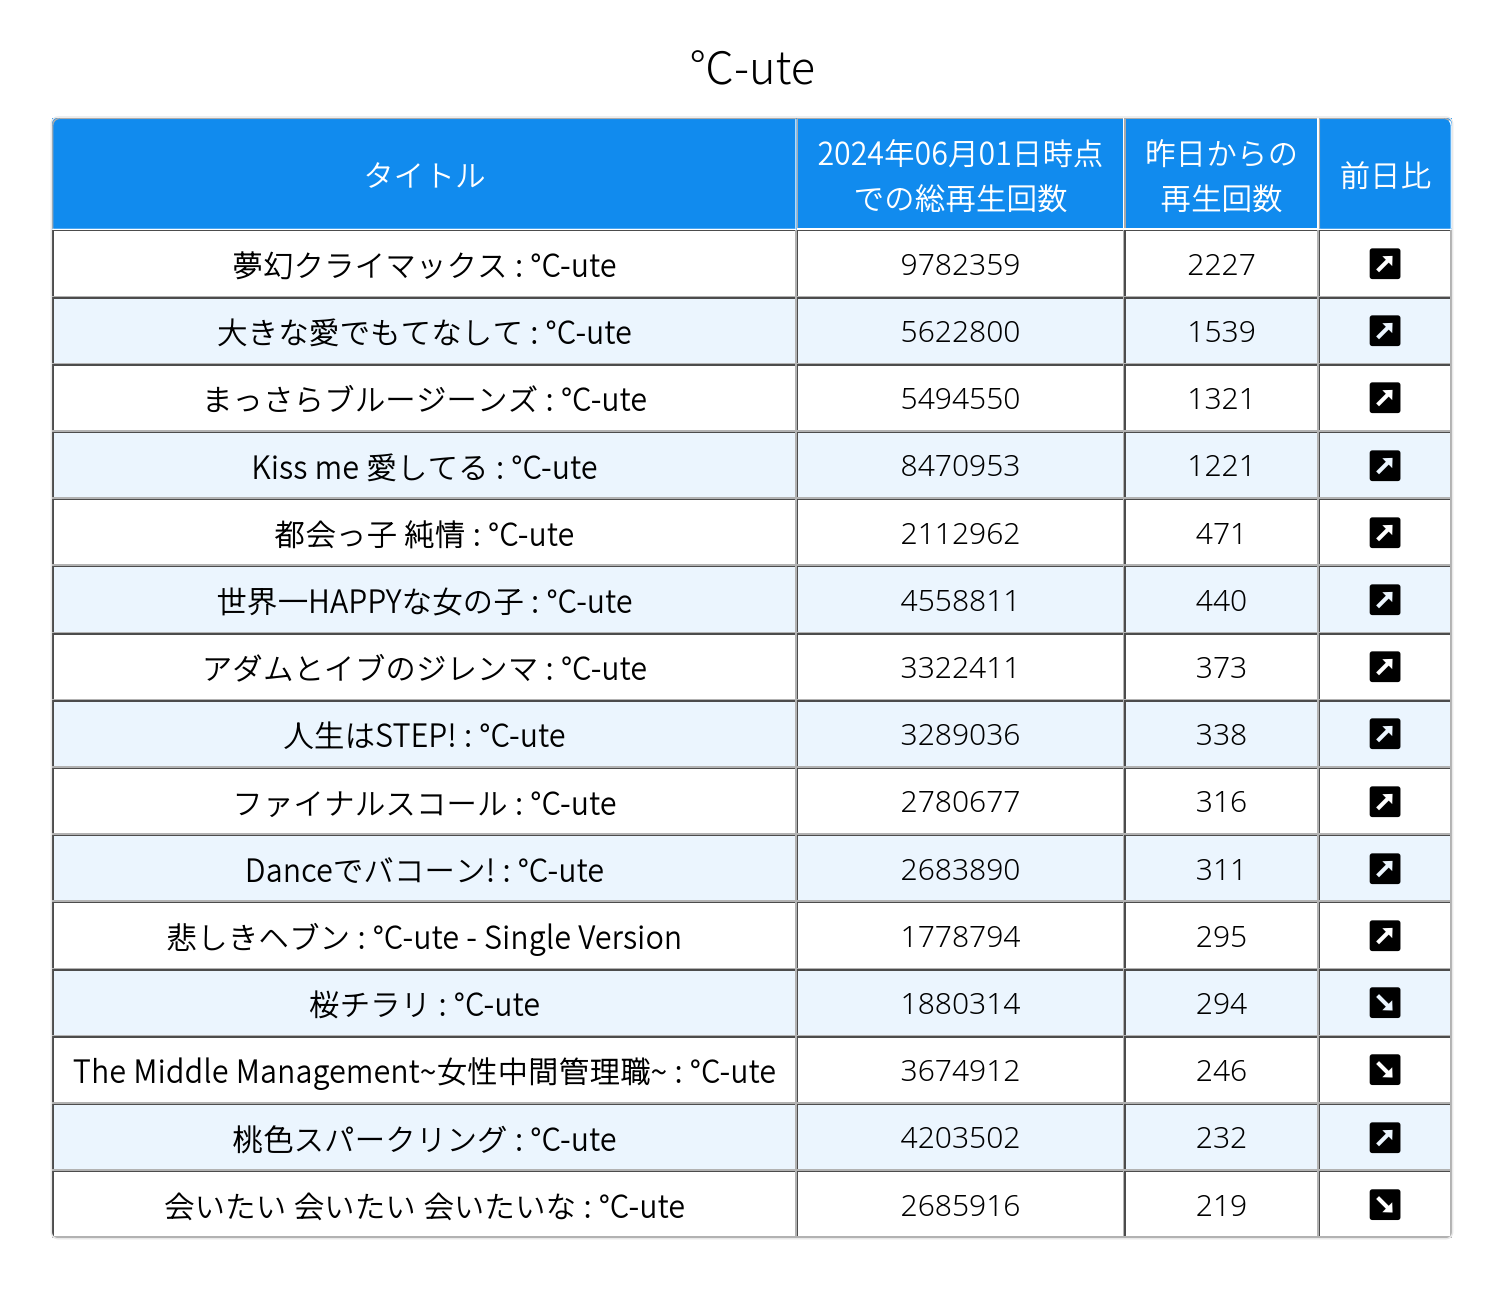 ℃-ute
タイトル 2024年06月01日時点 昨日からの 前日比
での総再生回数 再生回数
夢幻クライマックス : ℃-ute 9782359 2227
大きな愛でもてなして : ℃-ute 5622800 1539
まっさらブルージーンズ : ℃-ute 5494550 1321
Kiss me 愛してる : ℃-ute 8470953 1221
都会っ子 純情 : ℃-ute 2112962 471
世界一HAPPYな女の子 : ℃-ute 4558811 440
アダムとイブのジレンマ : ℃-ute 3322411 373
人生はSTEP! : ℃-ute 3289036 338
ファイナルスコール : ℃-ute 2780677 316
Danceでバコーン! : ℃-ute 2683890 311
悲しきヘブン : ℃-ute - Single Version 1778794 295
桜チラリ : ℃-ute 1880314 294
The Middle Management~女性中間管理職~ : ℃-ute 3674912 246
桃色スパークリング : ℃-ute 4203502 232
会いたい 会いたい 会いたいな : ℃-ute 2685916 219